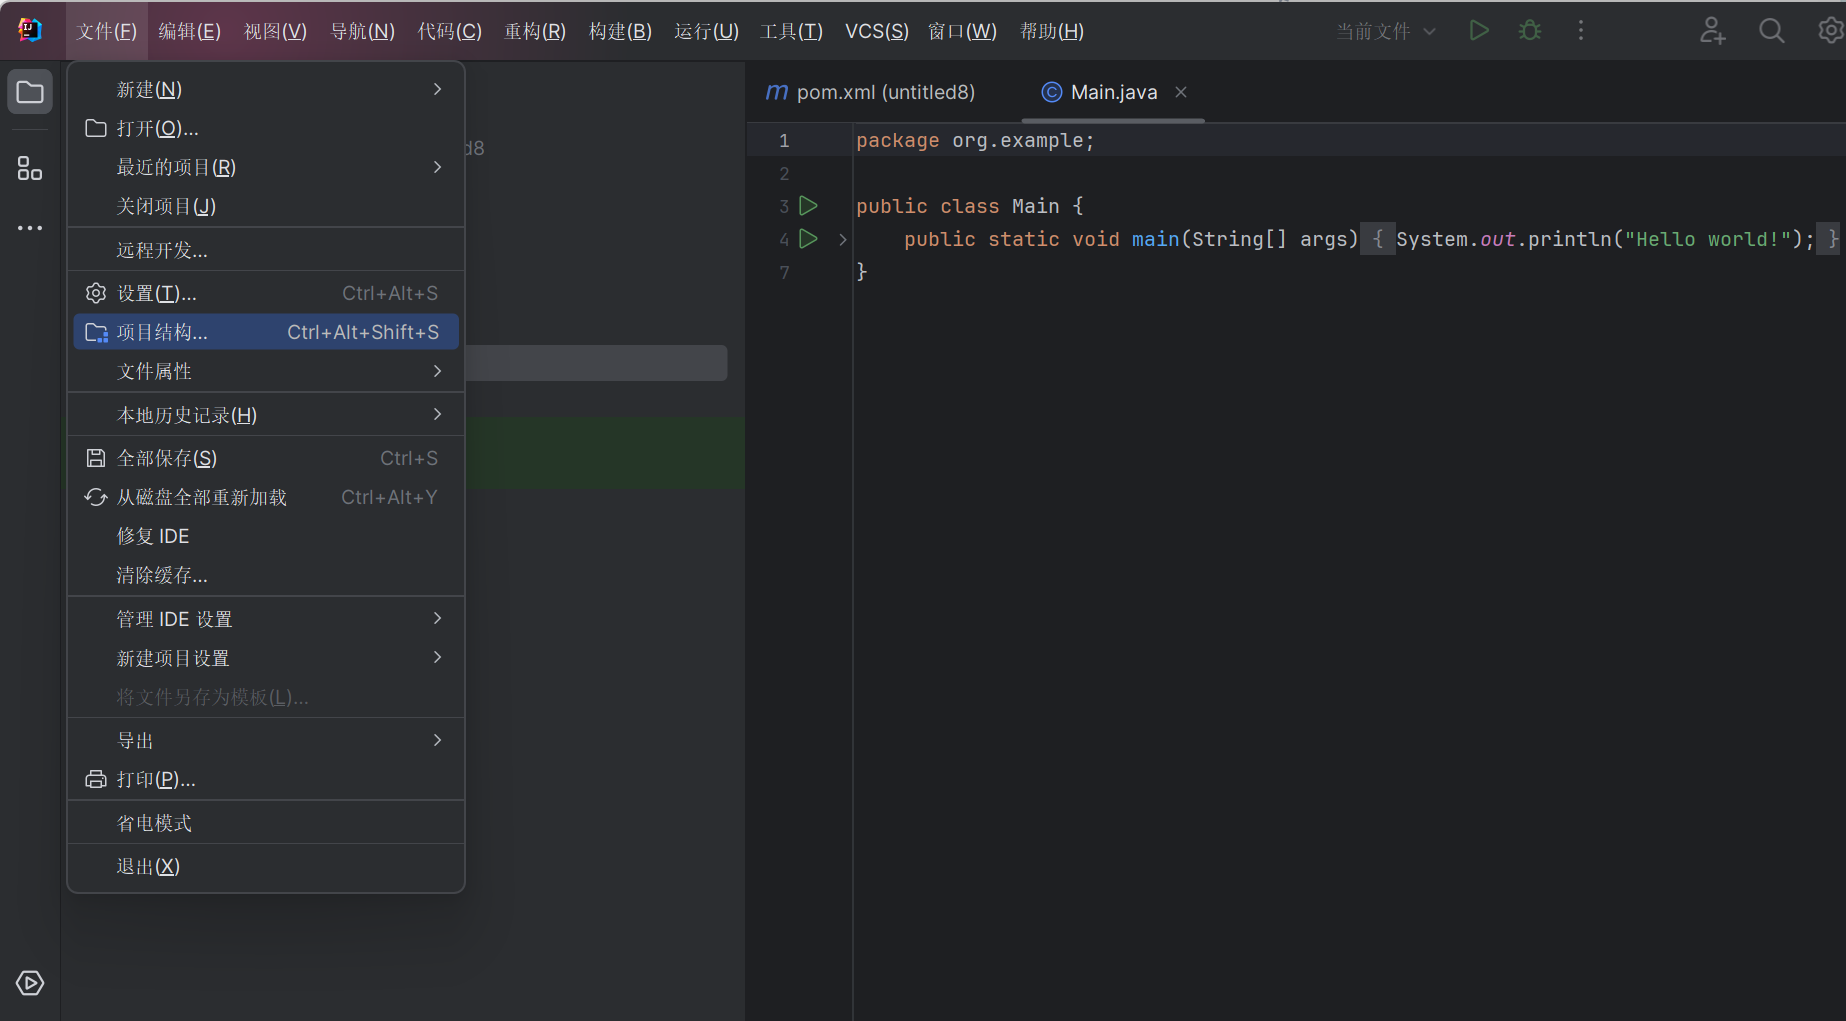 文件(F) 编辑(E) 视图(V) 导航(N) 代码(C) 重构(R) 构建(B) 运行(U) 工具(T) VCS(S) 窗口(W) 帮助(H) 当前文件
新建(N)
打开(O)...
最近的项目(R)
关闭项目(J)
远程开发...
设置(T)... Ctrl+Alt+S
项目结构... Ctrl+Alt+Shift+S
文件属性
本地历史记录(H)
全部保存(S) Ctrl+S
从磁盘全部重新加载 Ctrl+Alt+Y
修复 IDE
清除缓存...
管理 IDE 设置
新建项目设置
将文件另存为模板(L)...
导出
打印(P)...
省电模式
退出(X)
d8
m pom.xml (untitled8) © Main.java
1 package org.example;
2
3 public class Main {
4 public static void main(String[] args) { System.out.println("Hello world!"); }
7 }